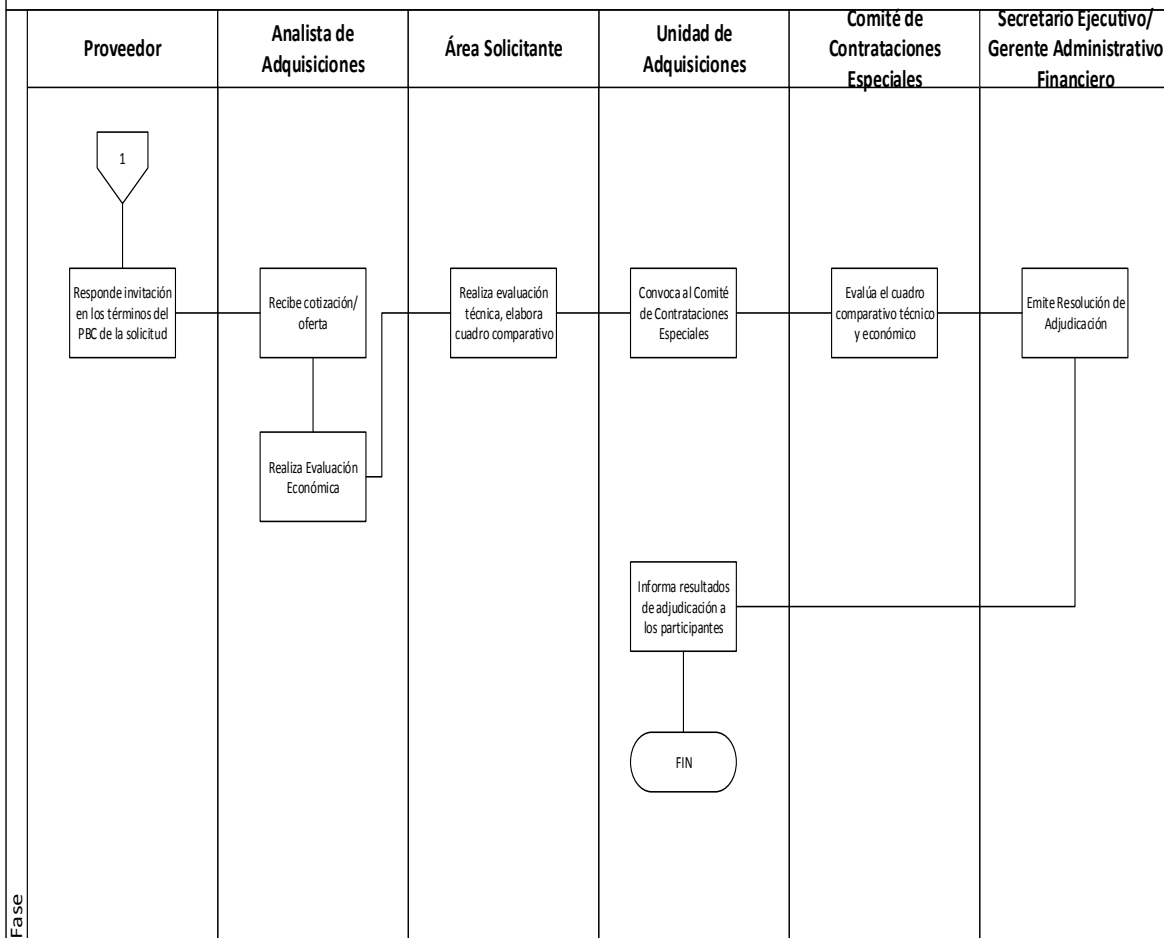 Proveedor
Analista de
Adquisiciones
Área Solicitante
Unidad de
Adquisiciones
Comité de
Contrataciones
Especiales
Secretario Ejecutivo/
Gerente Administrativo
Financiero
1
Responde invitación
en los términos del
PBC de la solicitud
Recibe cotización/
oferta
Realiza evaluación
técnica, elabora
cuadro comparativo
Convoca al Comité
de Contrataciones
Especiales
Evalúa el cuadro
comparativo técnico
y económico
Emite Resolución de
Adjudicación
Realiza Evaluación
Económica
Informa resultados
de adjudicación a
los participantes
FIN
Fase